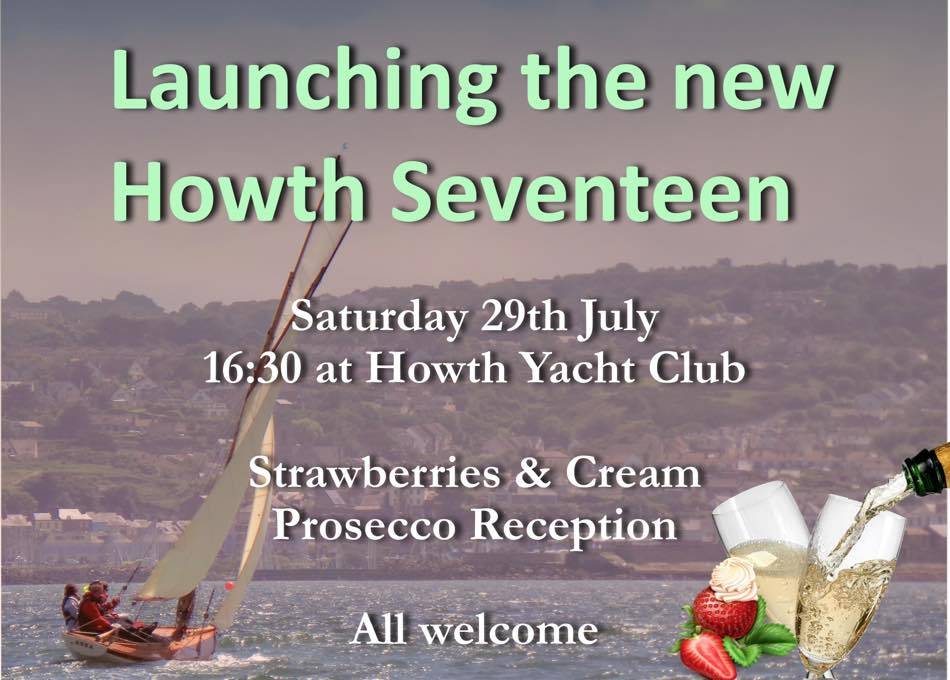 Launching the new
Howth Seventeen
Saturday 29th July
16:30 at Howth Yacht Club
Strawberries & Cream
Prosecco Reception
All welcome